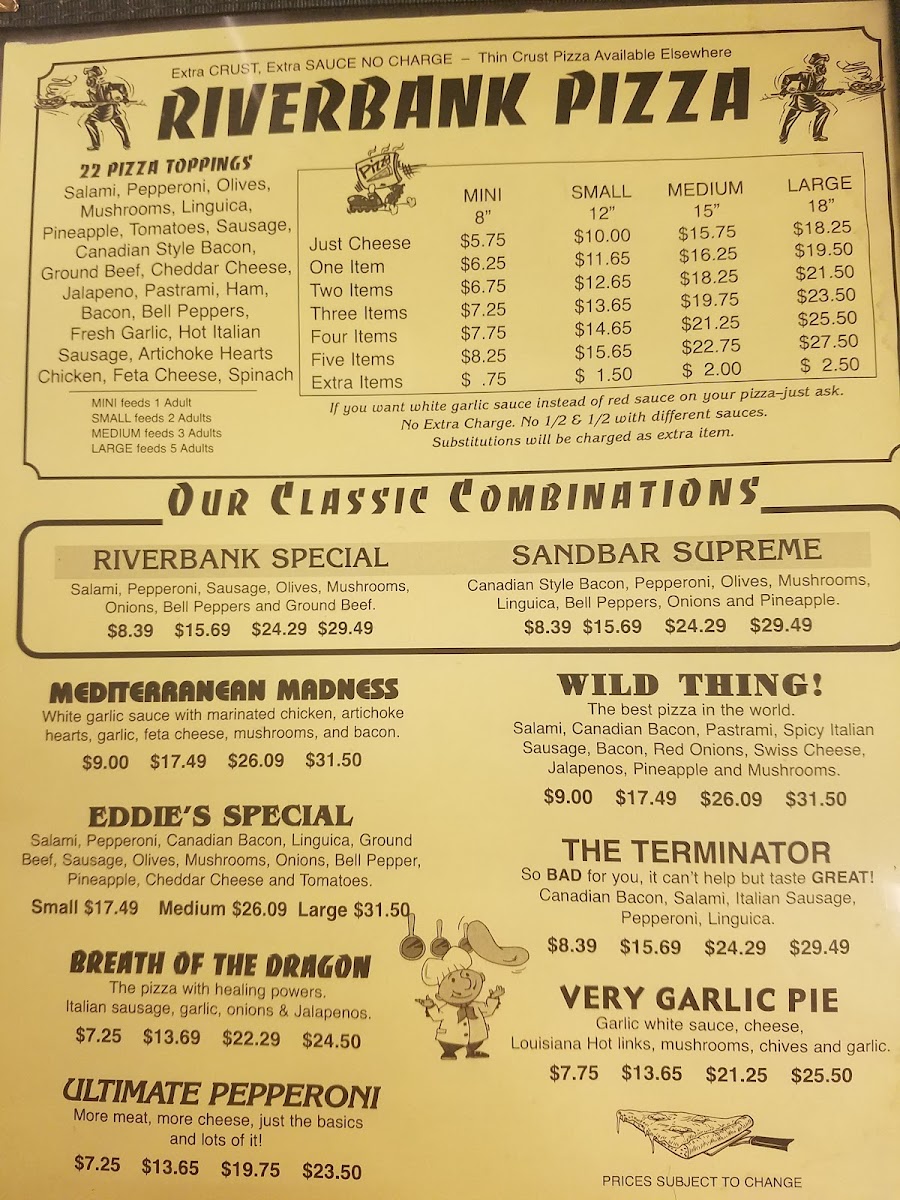 Extra CRUST, Extra SAUCE NO CHARGE – Thin Crust Pizza Available Elsewhere
RIVERBANK PIZZA
22 PIZZA TOPPINGS
Salami, Pepperoni, Olives,
Mushrooms, Linguica,
Pineapple, Tomatoes, Sausage,
Canadian Style Bacon,
Ground Beef, Cheddar Cheese,
Jalapeno, Pastrami, Ham,
Bacon, Bell Peppers,
Fresh Garlic, Hot Italian
Sausage, Artichoke Hearts
Chicken, Feta Cheese, Spinach
MINI feeds 1 Adult
SMALL feeds 2 Adults
MEDIUM feeds 3 Adults
LARGE feeds 5 Adults
Pizza
MINI SMALL MEDIUM LARGE
8" 12" 15" 18"
Just Cheese $5.75 $10.00 $15.75 $18.25
One Item $6.25 $11.65 $16.25 $19.50
Two Items $6.75 $12.65 $18.25 $21.50
Three Items $7.25 $13.65 $19.75 $23.50
Four Items $7.75 $14.65 $21.25 $25.50
Five Items $8.25 $15.65 $22.75 $27.50
Extra Items $ .75 $ 1.50 $ 2.00 $ 2.50
If you want white garlic sauce instead of red sauce on your pizza–just ask.
No Extra Charge. No 1/2 & 1/2 with different sauces.
Substitutions will be charged as extra item.
OUR CLASSIC COMBINATIONS
RIVERBANK SPECIAL
Salami, Pepperoni, Sausage, Olives, Mushrooms,
Onions, Bell Peppers and Ground Beef.
$8.39 $15.69 $24.29 $29.49
SANDBAR SUPREME
Canadian Style Bacon, Pepperoni, Olives, Mushrooms,
Linguica, Bell Peppers, Onions and Pineapple.
$8.39 $15.69 $24.29 $29.49
MEDITERRANEAN MADNESS
White garlic sauce with marinated chicken, artichoke
hearts, garlic, feta cheese, mushrooms, and bacon.
$9.00 $17.49 $26.09 $31.50
EDDIE'S SPECIAL
Salami, Pepperoni, Canadian Bacon, Linguica, Ground
Beef, Sausage, Olives, Mushrooms, Onions, Bell Pepper,
Pineapple, Cheddar Cheese and Tomatoes.
Small $17.49 Medium $26.09 Large $31.50
BREATH OF THE DRAGON
The pizza with healing powers.
Italian sausage, garlic, onions & Jalapenos.
$7.25 $13.69 $22.29 $24.50
ULTIMATE PEPPERONI
More meat, more cheese, just the basics
and lots of it!
$7.25 $13.65 $19.75 $23.50
WILD THING!
The best pizza in the world.
Salami, Canadian Bacon, Pastrami, Spicy Italian
Sausage, Bacon, Red Onions, Swiss Cheese,
Jalapenos, Pineapple and Mushrooms.
$9.00 $17.49 $26.09 $31.50
THE TERMINATOR
So BAD for you, it can't help but taste GREAT!
Canadian Bacon, Salami, Italian Sausage,
Pepperoni, Linguica.
$8.39 $15.69 $24.29 $29.49
VERY GARLIC PIE
Garlic white sauce, cheese,
Louisiana Hot links, mushrooms, chives and garlic.
$7.75 $13.65 $21.25 $25.50
PRICES SUBJECT TO CHANGE